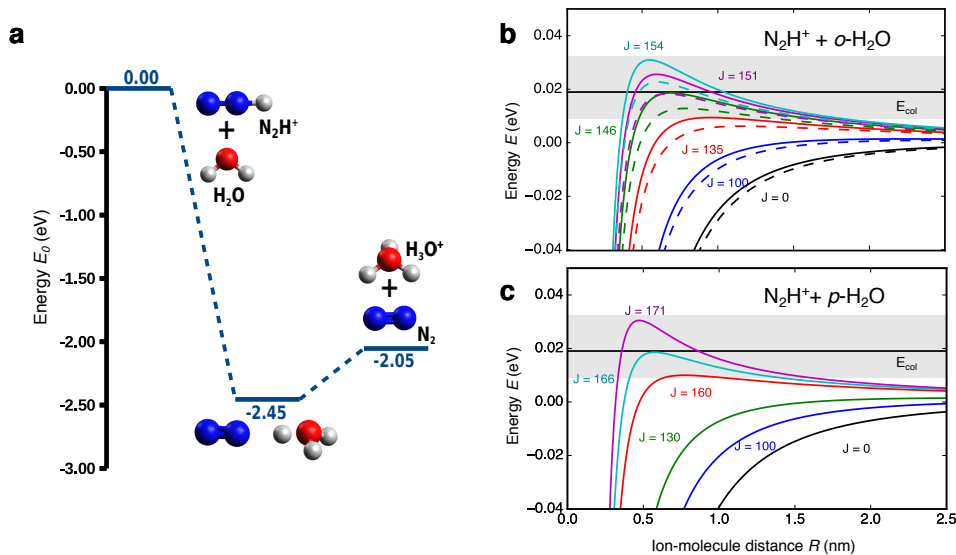 a
Energy E₀ (eV)
0.00
-0.50
-1.00
-1.50
-2.00
-2.50
-3.00
0.00
N₂H⁺
+
H₂O
-2.45
H₃O⁺
+
N₂
-2.05
b
N₂H⁺ + o-H₂O
Energy E (eV)
0.04
0.02
0.00
-0.02
-0.04
J = 154
J = 151
E_col
J = 146
J = 135
J = 100
J = 0
c
N₂H⁺ + p-H₂O
Energy E (eV)
0.04
0.02
0.00
-0.02
-0.04
J = 171
E_col
J = 166
J = 160
J = 130
J = 100
J = 0
0.0 0.5 1.0 1.5 2.0 2.5
Ion-molecule distance R (nm)